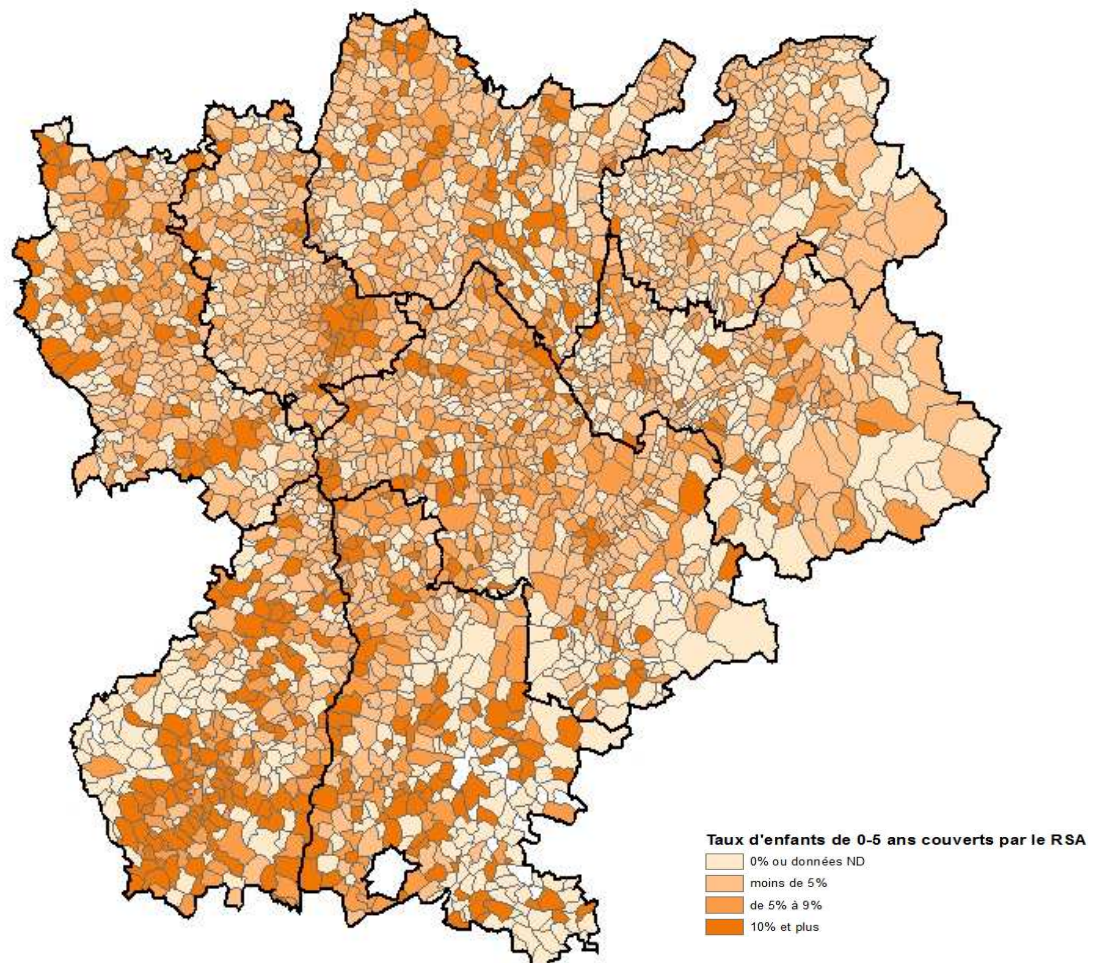 Taux d'enfants de 0-5 ans couverts par le RSA
0% ou données ND
moins de 5%
de 5% à 9%
10% et plus